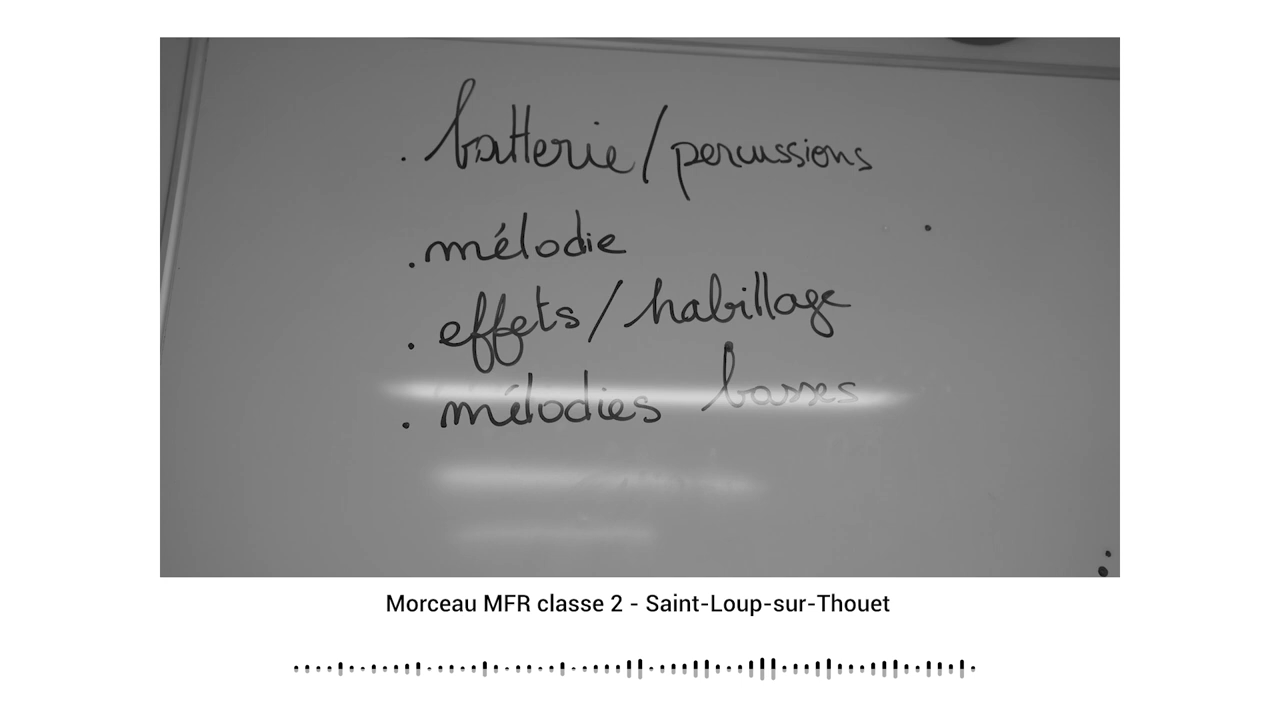 . batterie/percussions
. mélodie
. effets/habillage
. mélodies basses
Morceau MFR classe 2 - Saint-Loup-sur-Thouet